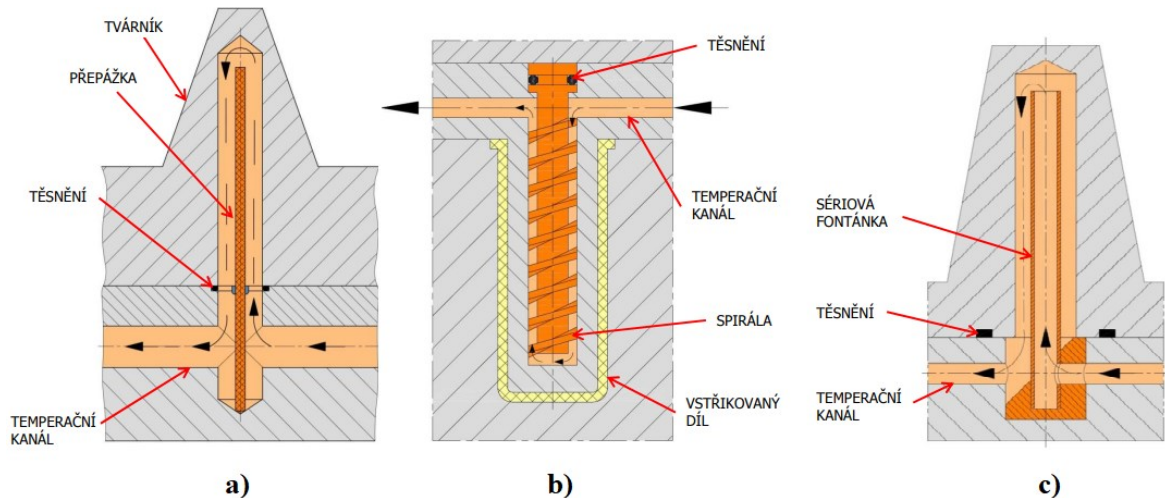 TVÁRNÍK
PŘEPÁŽKA
TĚSNĚNÍ
TEMPERAČNÍ
KANÁL
a)
TĚSNĚNÍ
TEMPERAČNÍ
KANÁL
SPIRÁLA
VSTŘIKOVANÝ
DÍL
b)
SÉRIOVÁ
FONTÁNKA
TĚSNĚNÍ
TEMPERAČNÍ
KANÁL
c)